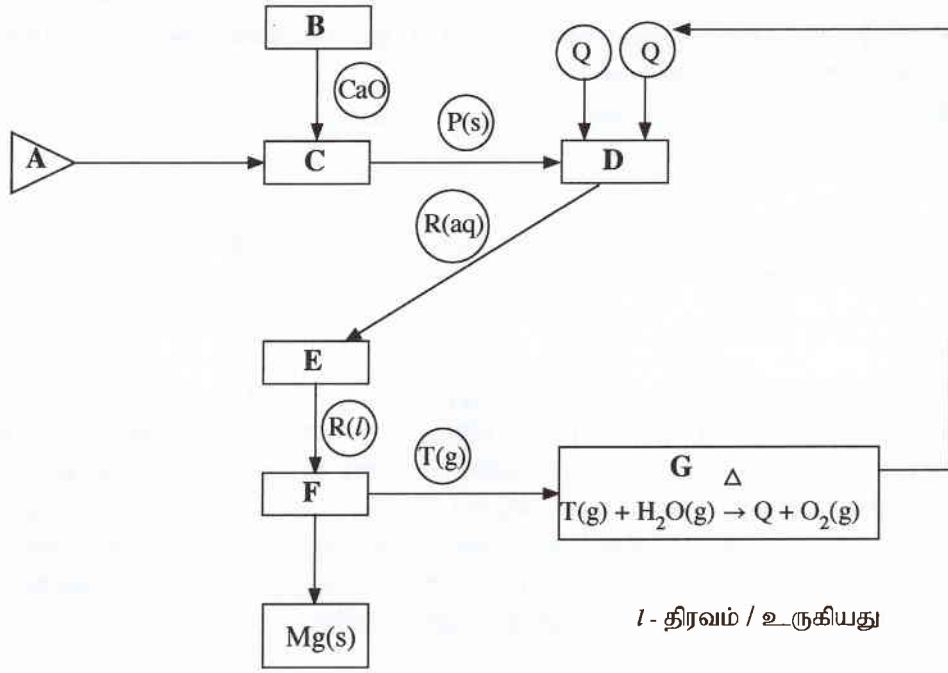 B
Q
Q
CaO
P(s)
A
C
D
R(aq)
E
R(l)
T(g)
G
Δ
F
T(g) + H₂O(g) → Q + O₂(g)
Mg(s)
l - திரவம் / உருகியது